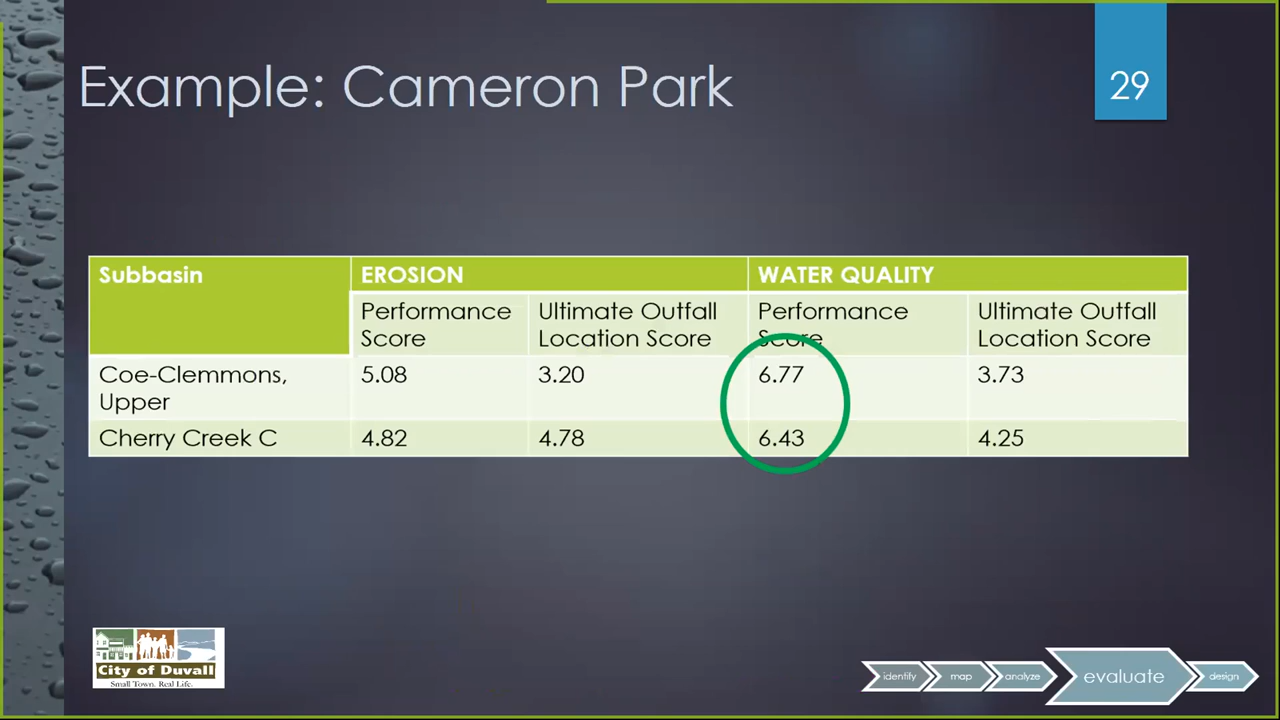 Example: Cameron Park
29
Subbasin
EROSION
WATER QUALITY
Performance
Score
Ultimate Outfall
Location Score
Performance
Score
Ultimate Outfall
Location Score
Coe-Clemmons,
Upper
5.08
3.20
6.77
3.73
Cherry Creek C
4.82
4.78
6.43
4.25
City of Duvall
Small Town. Real Life.
identify
map
analyze
evaluate
design